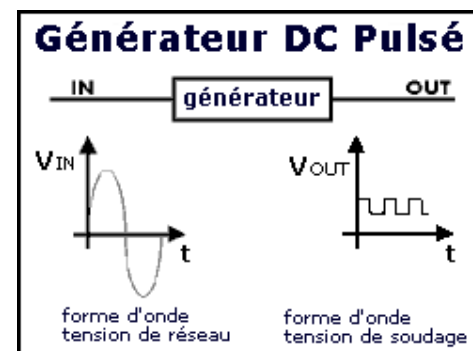 Générateur DC Pulsé
IN générateur OUT
VIN
VOUT
t
t
forme d'onde
tension de réseau
forme d'onde
tension de soudage